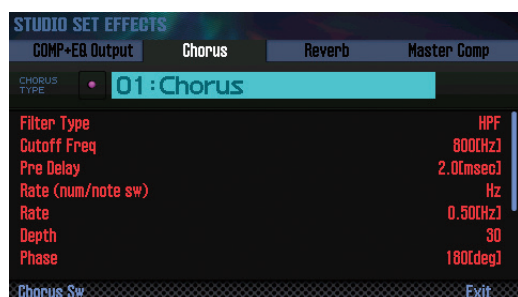 STUDIO SET EFFECTS
COMP+EQ Output Chorus Reverb Master Comp
CHORUS TYPE 01:Chorus
Filter Type HPF
Cutoff Freq 800[Hz]
Pre Delay 2.0[msec]
Rate (num/note sw) Hz
Rate 0.50[Hz]
Depth 30
Phase 180[deg]
Chorus Sw Exit